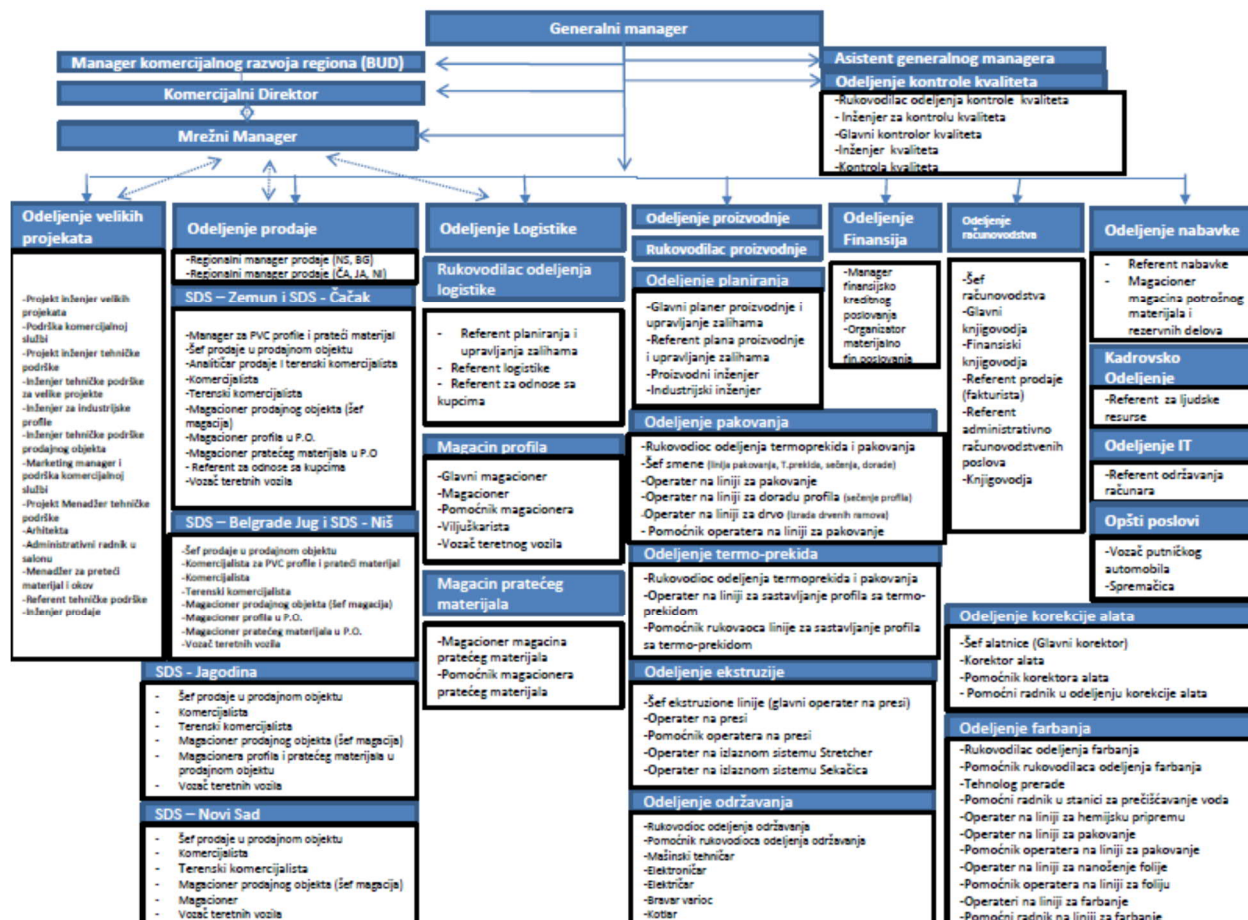 Generalni manager
Manager komercijalnog razvoja regiona (BUD)
Komercijalni Direktor
Mrežni Manager
Asistent generalnog managera
Odeljenje kontrole kvaliteta
-Rukovodilac odeljenja kontrole kvaliteta
- Inženjer za kontrolu kvaliteta
-Glavni kontrolor kvaliteta
-Inženjer kvaliteta
-Kontrola kvaliteta
Odeljenje velikih
projekata
-Projekt inženjer velikih
projekata
-Podrška komercijalnoj
službi
-Projekt inženjer tehničke
podrške
-Inženjer tehničke podrške
za velike projekte
-Inženjer za industrijske
profile
-Inženjer tehničke podrške
prodajnog objekta
-Marketing manager i
podrška komercijalnoj
službi
-Projekt Menadžer tehničke
podrške
-Arhitekta
-Administrativni radnik u
salonu
-Menadžer za preteći
materijal i okov
-Referent tehničke podrške
-Inženjer prodaje
Odeljenje prodaje
-Regionalni manager prodaje (NS, BG)
-Regionalni manager prodaje (ČA, JA, NI)
SDS – Zemun i SDS - Čačak
-Manager za PVC profile i prateći materijal
-Šef prodaje u prodajnom objektu
-Analitičar prodaje i terenski komercijalista
-Komercijalista
-Terenski komercijalista
-Magacioner prodajnog objekta (šef
magacija)
-Magacioner profila u P.O.
-Magacioner pratećeg materijala u P.O
- Referent za odnose sa kupcima
-Vozač teretnih vozila
SDS – Belgrade Jug i SDS - Niš
-Šef prodaje u prodajnom objektu
-Komercijalista za PVC profile i prateći materijal
-Komercijalista
-Terenski komercijalista
-Magacioner prodajnog objekta (šef magacija)
-Magacioner profila u P.O.
-Magacioner pratećeg materijala u P.O.
-Vozač teretnih vozila
SDS - Jagodina
- Šef prodaje u prodajnom objektu
- Komercijalista
- Terenski komercijalista
- Magacioner prodajnog objekta (šef magacija)
- Magacionera profila i pratećeg materijala u
prodajnom objektu
- Vozač teretnih vozila
SDS – Novi Sad
- Šef prodaje u prodajnom objektu
- Komercijalista
- Terenski komercijalista
- Magacioner prodajnog objekta (šef magacija)
- Magacioner
- Vozač teretnih vozila
Odeljenje Logistike
Rukovodilac odeljenja
logistike
- Referent planiranja i
upravljanja zalihama
- Referent logistike
- Referent za odnose sa
kupcima
Magacin profila
-Glavni magacioner
-Magacioner
-Pomoćnik magacionera
-Viljuškarista
-Vozač teretnog vozila
Magacin pratećeg
materijala
-Magacioner magacina
pratećeg materijala
-Pomoćnik magacionera
pratećeg materijala
Odeljenje proizvodnje
Rukovodilac proizvodnje
Odeljenje planiranja
-Glavni planer proizvodnje i
upravljanje zalihama
-Referent plana proizvodnje
i upravljanje zalihama
-Proizvodni inženjer
-Industrijski inženjer
Odeljenje pakovanja
-Rukovodioc odeljenja termoprekida i pakovanja
-Šef smene (linija pakovanja, T.prekida, sečenja, dorade)
-Operater na liniji za pakovanje
-Operater na liniji za doradu profila (sečenje profila)
-Operater na liniji za drvo (Izrada drvenih ramova)
- Pomoćnik operatera na liniji za pakovanje
Odeljenje termo-prekida
-Rukovodioc odeljenja termoprekida i pakovanja
-Operater na liniji za sastavljanje profila sa termo-
prekidom
-Pomoćnik rukovaoca linije za sastavljanje profila
sa termo-prekidom
Odeljenje ekstruzije
-Šef ekstruzione linije (glavni operater na presi)
-Operater na presi
-Pomoćnik operatera na presi
-Operater na izlaznom sistemu Stretcher
-Operater na izlaznom sistemu Sekačica
Odeljenje održavanja
-Rukovodioc odeljenja održavanja
-Pomoćnik rukovodioca odeljenja održavanja
-Mašinski tehničar
-Elektroničar
-Električar
-Bravar varioc
-Kotlar
Odeljenje
Finansija
-Manager
finansijsko
kreditnog
poslovanja
-Organizator
materijalno
fin.poslovanja
Odeljenje
računovodstva
-Šef
računovodstva
-Glavni
knjigovodja
-Finansiski
knjigovodja
-Referent prodaje
(fakturista)
-Referent
administrativno
računovodstvenih
poslova
-Knjigovodja
Odeljenje nabavke
- Referent nabavke
- Magacioner
magacina potrošnog
materijala i
rezervnih delova
Kadrovsko
Odeljenje
-Referent za ljudske
resurse
Odeljenje IT
-Referent održavanja
računara
Opšti poslovi
-Vozač putničkog
automobila
-Spremačica
Odeljenje korekcije alata
-Šef alatnice (Glavni korektor)
-Korektor alata
-Pomoćnik korektora alata
- Pomoćni radnik u odeljenju korekcije alata
Odeljenje farbanja
-Rukovodilac odeljenja farbanja
-Pomoćnik rukovodilaca odeljenja farbanja
-Tehnolog prerade
-Pomoćni radnik u stanici za prečišćavanje voda
-Operater na liniji za hemijsku pripremu
-Operater na liniji za pakovanje
-Pomoćnik operatera na liniji za pakovanje
-Operater na liniji za nanošenje folije
-Pomoćnik operatera na liniji za foliju
-Operateri na liniji za farbanje
-Pomoćni radnik na liniji za farbanje